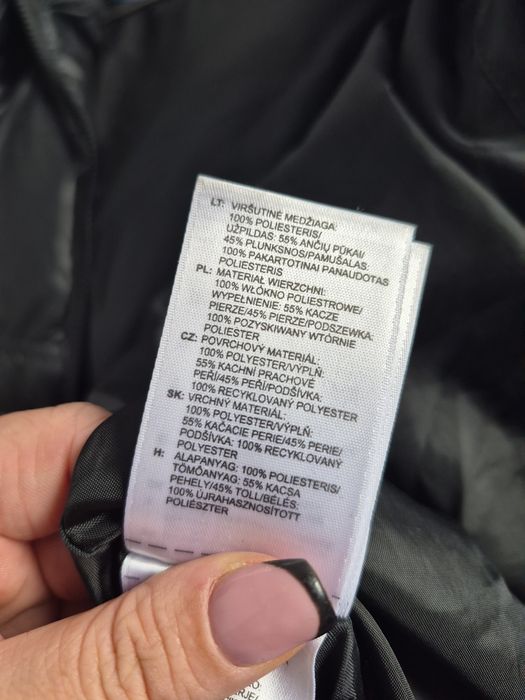 LT: VIRŠUTINĖ MEDŽIAGA:
100% POLIESTERIS/
UŽPILDAS: 55% ANČIŲ PŪKAI/
45% PLUNKSNOS/PAMUŠALAS:
100% PAKARTOTINAI PANAUDOTAS
POLIESTERIS
PL: MATERIAŁ WIERZCHNI:
100% WŁÓKNO POLIESTROWE/
WYPEŁNIENIE: 55% KACZE
PIERZE/45% PIERZE/PODSZEWKA:
100% POZYSKIWANY WTÓRNIE
POLIESTER
CZ: POVRCHOVÝ MATERIÁL:
100% POLYESTER/VÝPLŇ:
55% KACHNÍ PRACHOVÉ
PEŘÍ/45% PEŘÍ/PODŠÍVKA:
100% RECYKLOVANÝ POLYESTER
SK: VRCHNÝ MATERIÁL:
100% POLYESTER/VÝPLŇ:
55% KAČACIE PERIE/45% PERIE/
PODŠÍVKA: 100% RECYKLOVANÝ
POLYESTER
H: ALAPANYAG: 100% POLIÉSZTER/
TÖMŐANYAG: 55% KACSA
PEHELY/45% TOLL/BÉLÉS:
100% ÚJRAHASZNOSÍTOTT
POLIÉSZTER